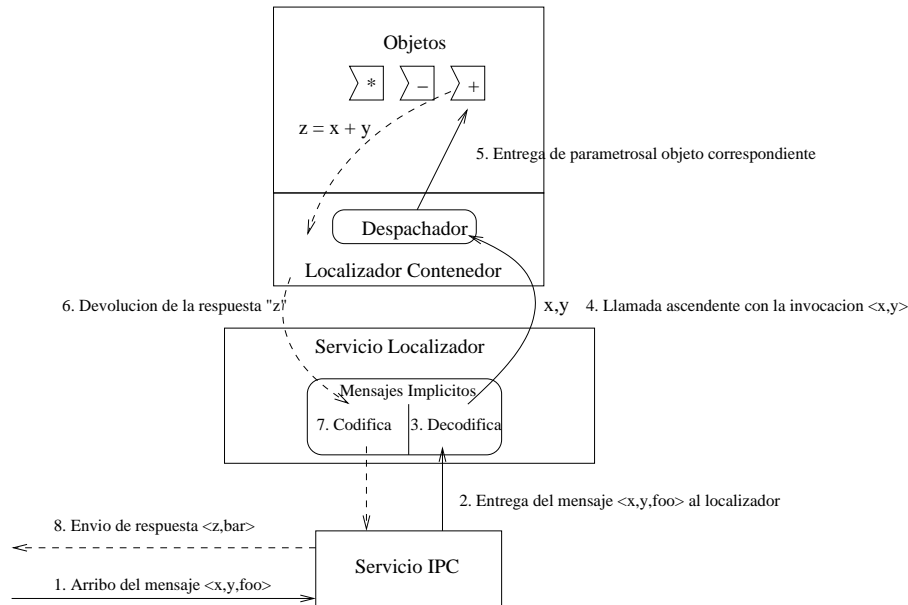 Objetos
* − +
z = x + y
5. Entrega de parametrosal objeto correspondiente
Despachador
Localizador Contenedor
6. Devolucion de la respuesta "z"
x,y
4. Llamada ascendente con la invocacion <x,y>
Servicio Localizador
Mensajes Implicitos
7. Codifica
3. Decodifica
2. Entrega del mensaje <x,y,foo> al localizador
8. Envio de respuesta <z,bar>
Servicio IPC
1. Arribo del mensaje <x,y,foo>